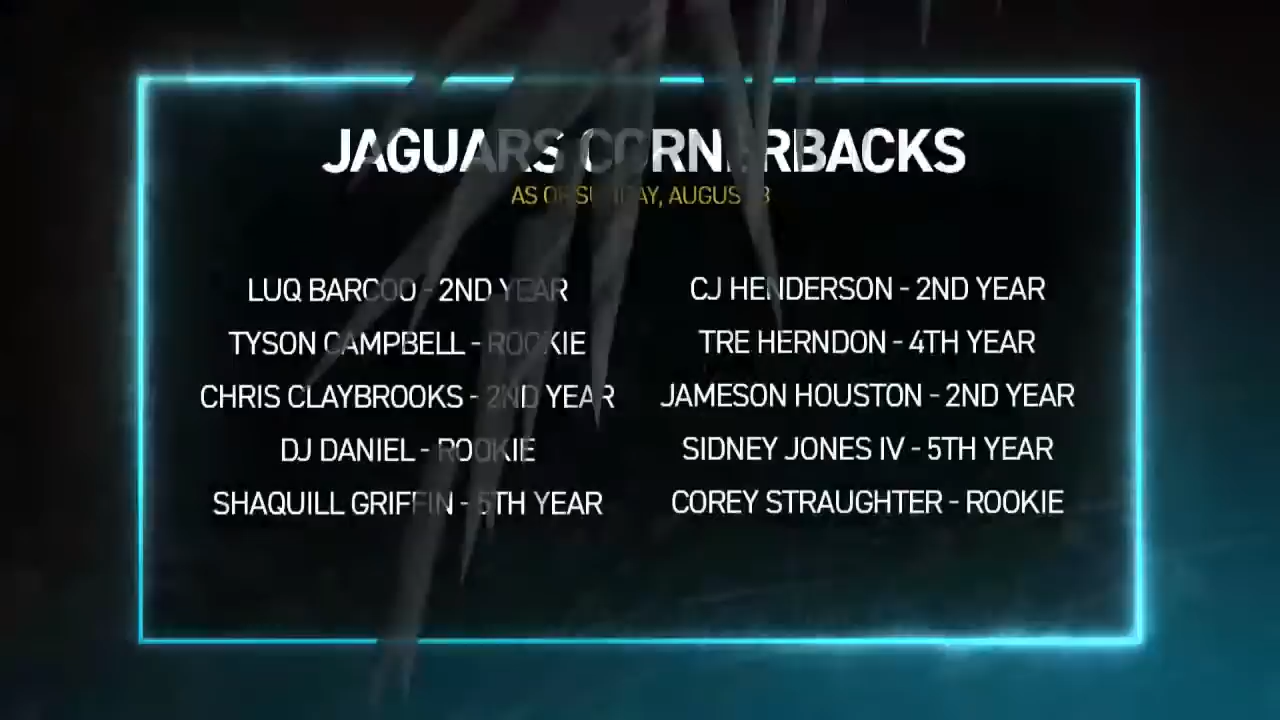 JAGUARS CORNERBACKS
AS OF SUNDAY, AUGUST 8
LUQ BARCOO - 2ND YEAR
TYSON CAMPBELL - ROOKIE
CHRIS CLAYBROOKS - 2ND YEAR
DJ DANIEL - ROOKIE
SHAQUILL GRIFFIN - 5TH YEAR
CJ HENDERSON - 2ND YEAR
TRE HERNDON - 4TH YEAR
JAMESON HOUSTON - 2ND YEAR
SIDNEY JONES IV - 5TH YEAR
COREY STRAUGHTER - ROOKIE